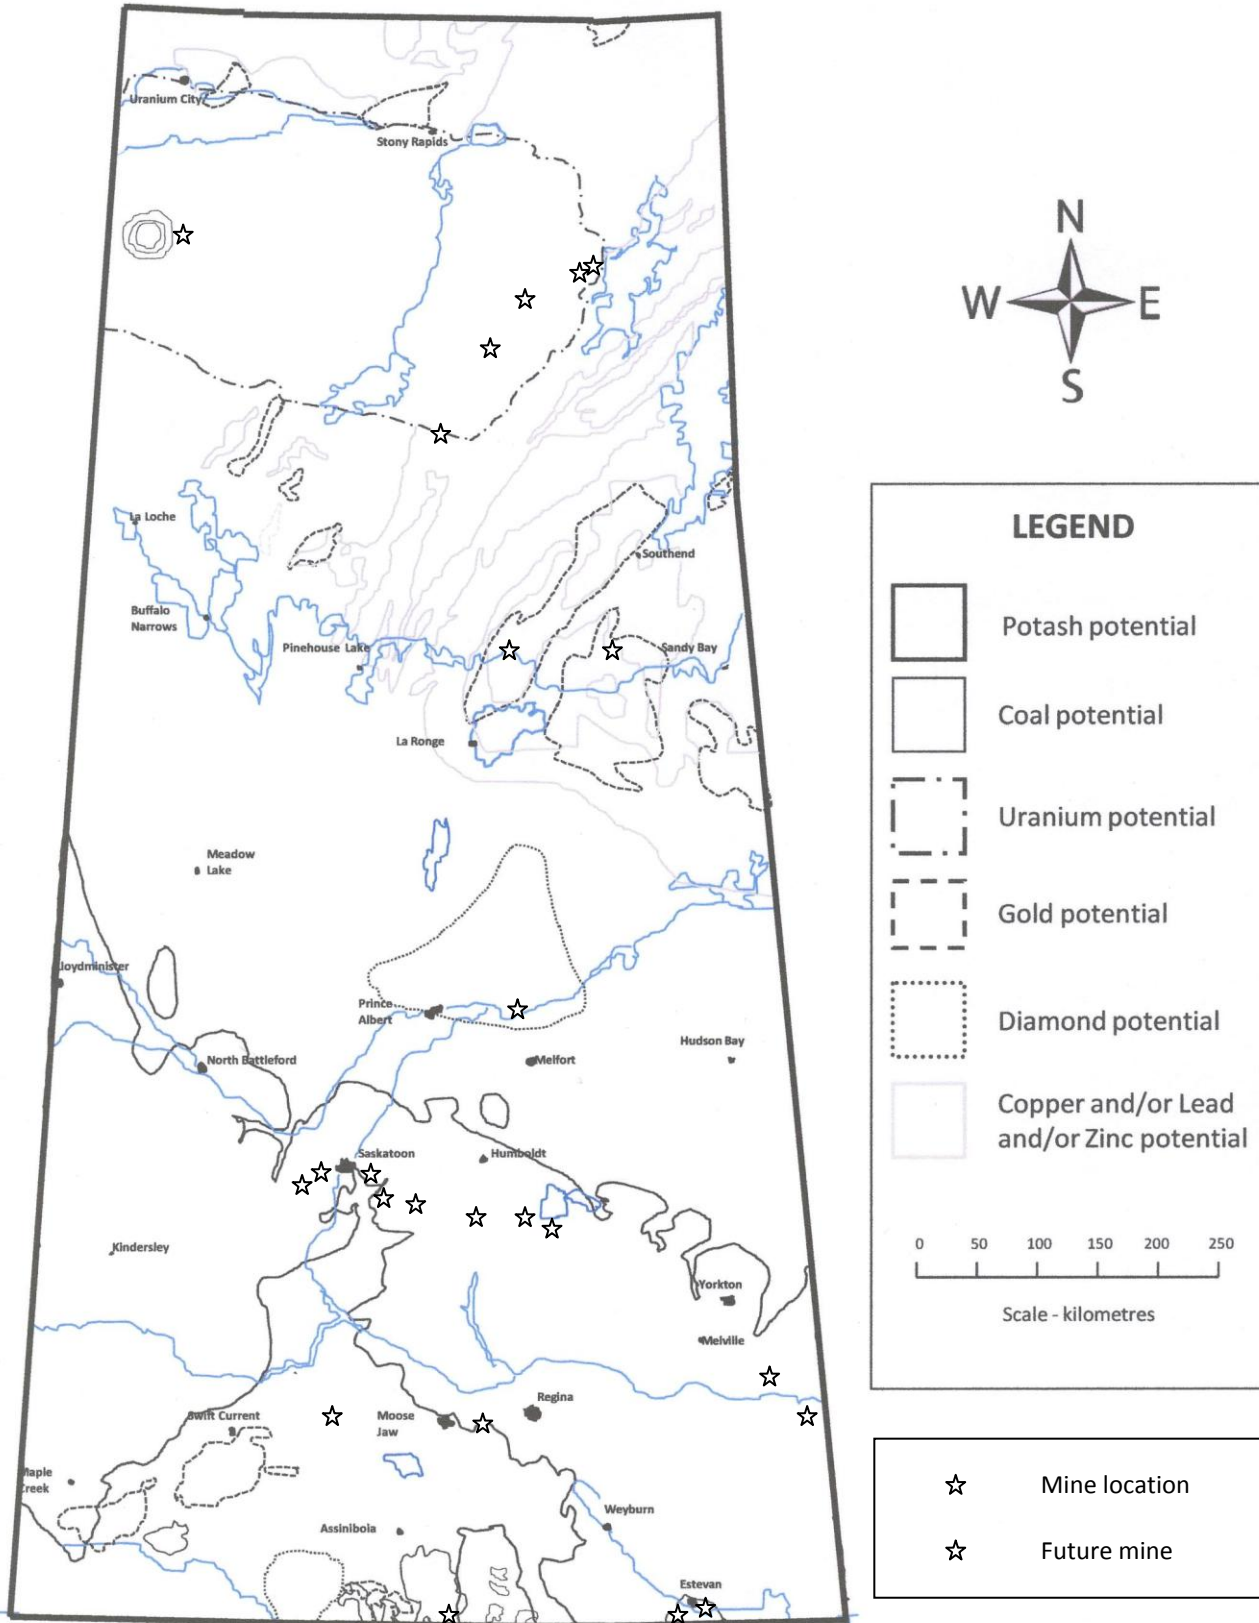 Uranium City
Stony Rapids
La Loche
Southend
Buffalo
Narrows
Pinehouse Lake
Sandy Bay
La Ronge
Meadow
Lake
Lloydminister
Prince
Albert
North Battleford
Melfort
Hudson Bay
Saskatoon
Humboldt
Kindersley
Yorkton
Melville
Swift Current
Moose
Jaw
Regina
Maple
Creek
Assiniboia
Weyburn
Estevan
N
W E
S
LEGEND
Potash potential
Coal potential
Uranium potential
Gold potential
Diamond potential
Copper and/or Lead
and/or Zinc potential
0 50 100 150 200 250
Scale - kilometres
Mine location
Future mine